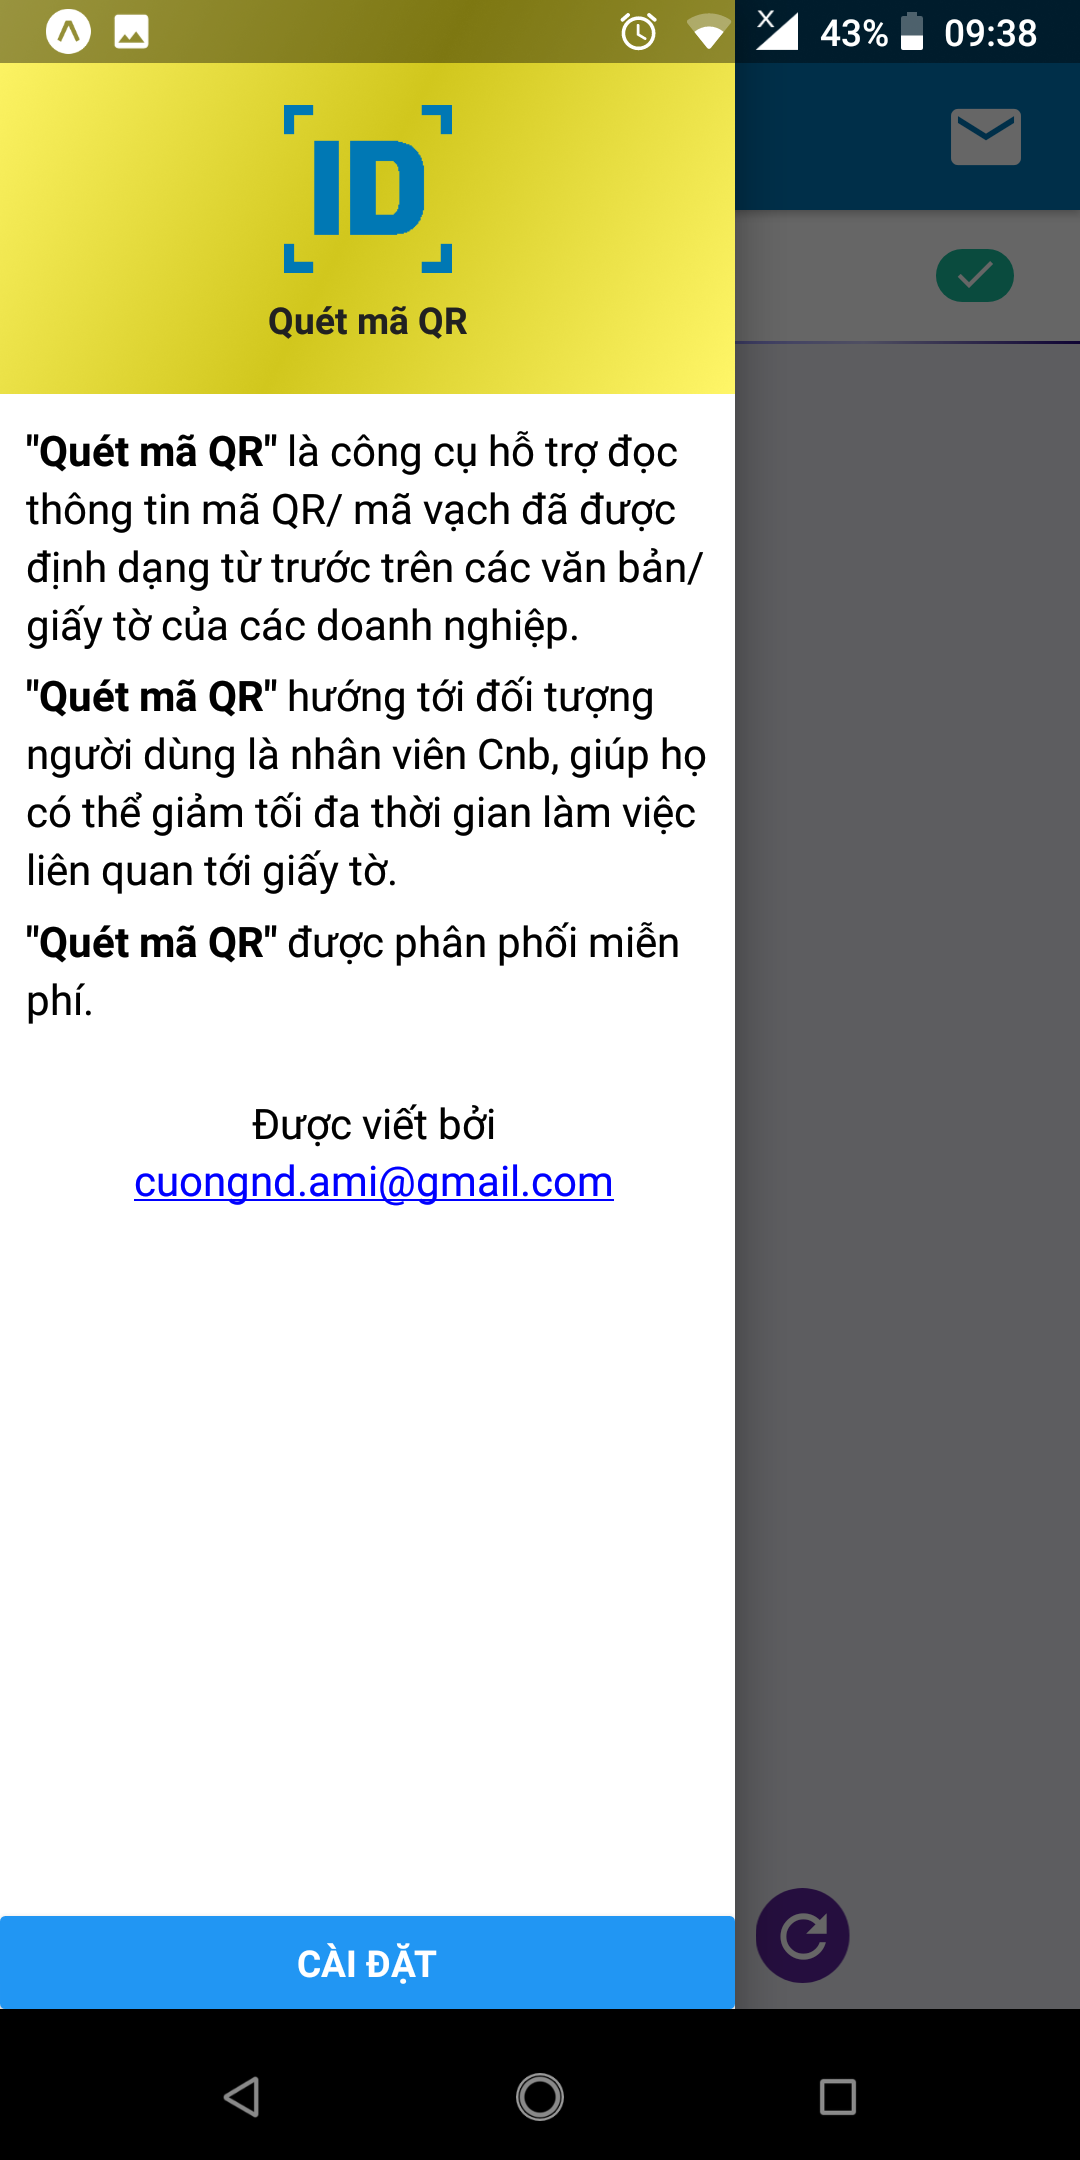 43% 09:38
ID
Quét mã QR
"Quét mã QR" là công cụ hỗ trợ đọc
thông tin mã QR/ mã vạch đã được
định dạng từ trước trên các văn bản/
giấy tờ của các doanh nghiệp.
"Quét mã QR" hướng tới đối tượng
người dùng là nhân viên Cnb, giúp họ
có thể giảm tối đa thời gian làm việc
liên quan tới giấy tờ.
"Quét mã QR" được phân phối miễn
phí.
Được viết bởi
cuongnd.ami@gmail.com
CÀI ĐẶT